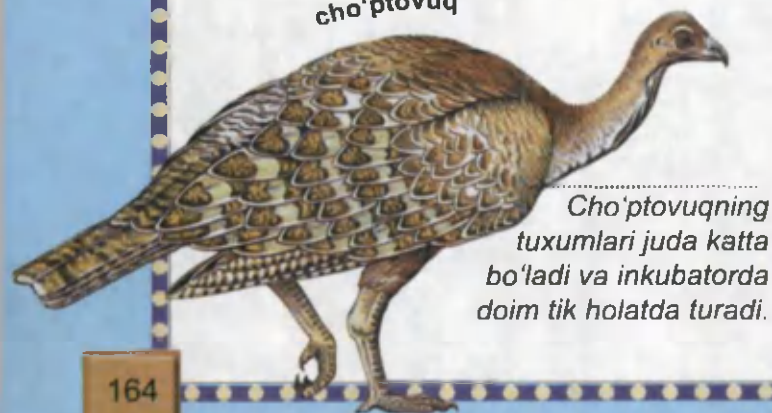 cho'ptovuq
Cho'ptovuqning
tuxumlari juda katta
bo'ladi va inkubatorda
doim tik holatda turadi.
164